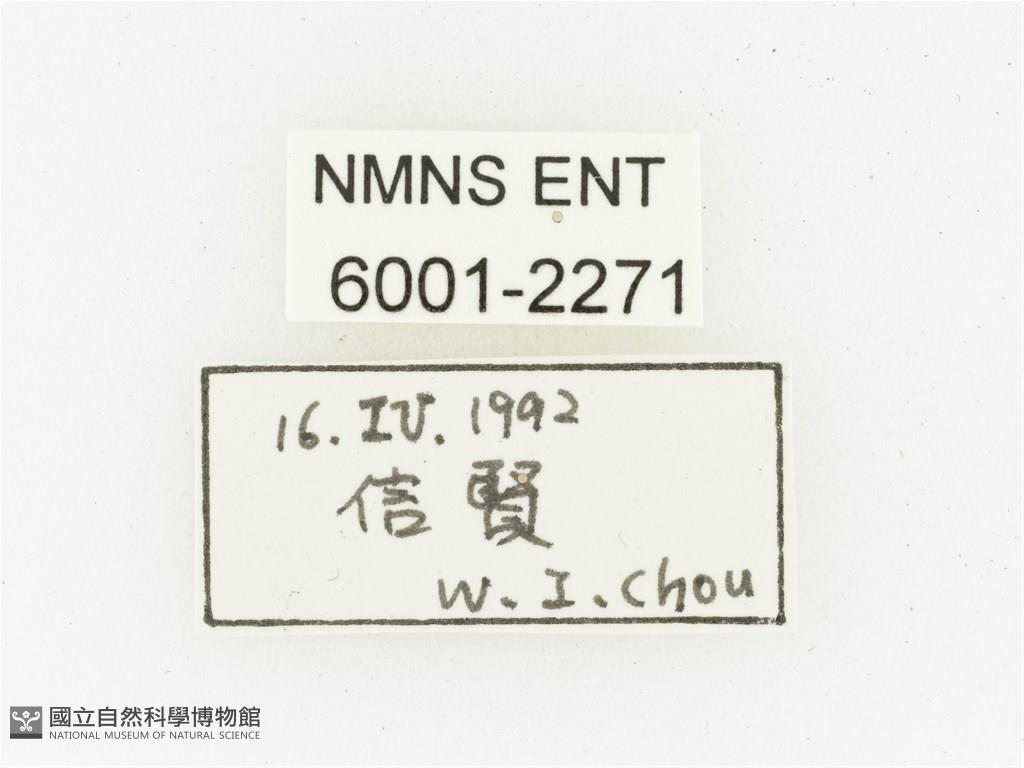 NMNS ENT
6001-2271
16.IV.1992
信賢
W.I.Chou
國立自然科學博物館
NATIONAL MUSEUM OF NATURAL SCIENCE